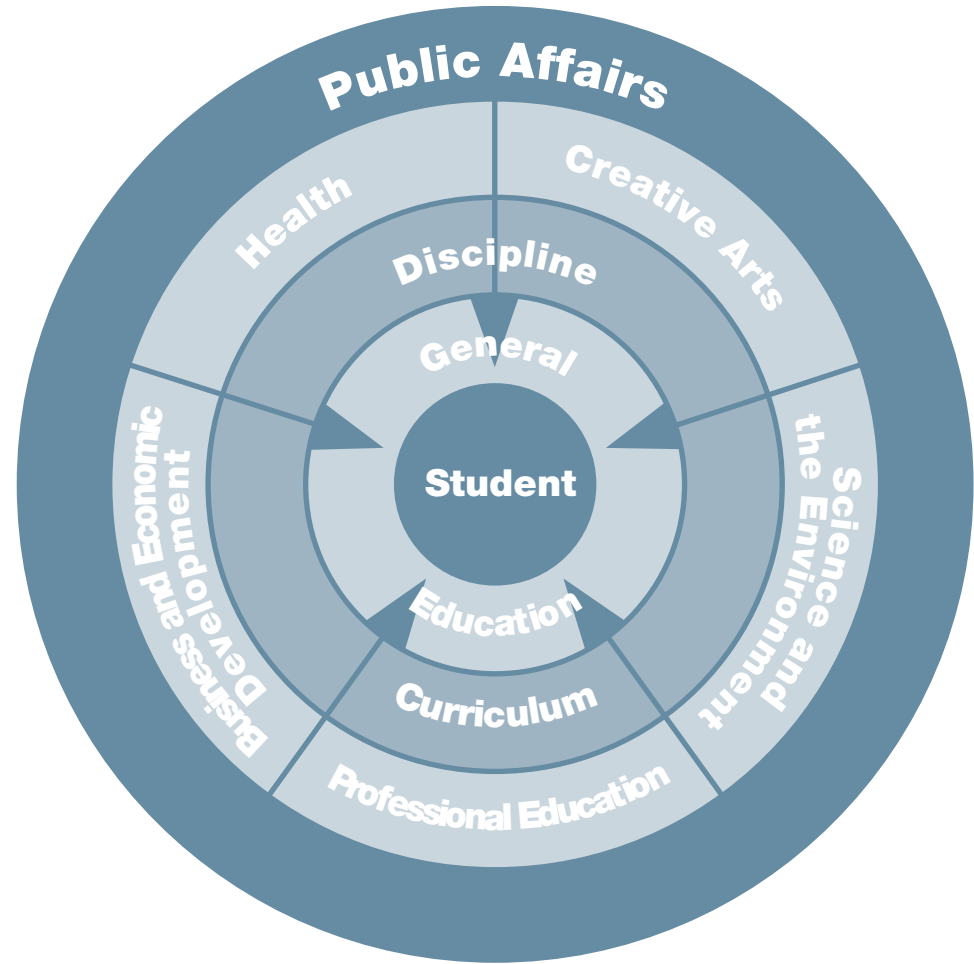 Public Affairs
Health
Creative Arts
Discipline
General
Student
Education
Curriculum
Professional Education
Business and Economic
Development
Science and
the Environment